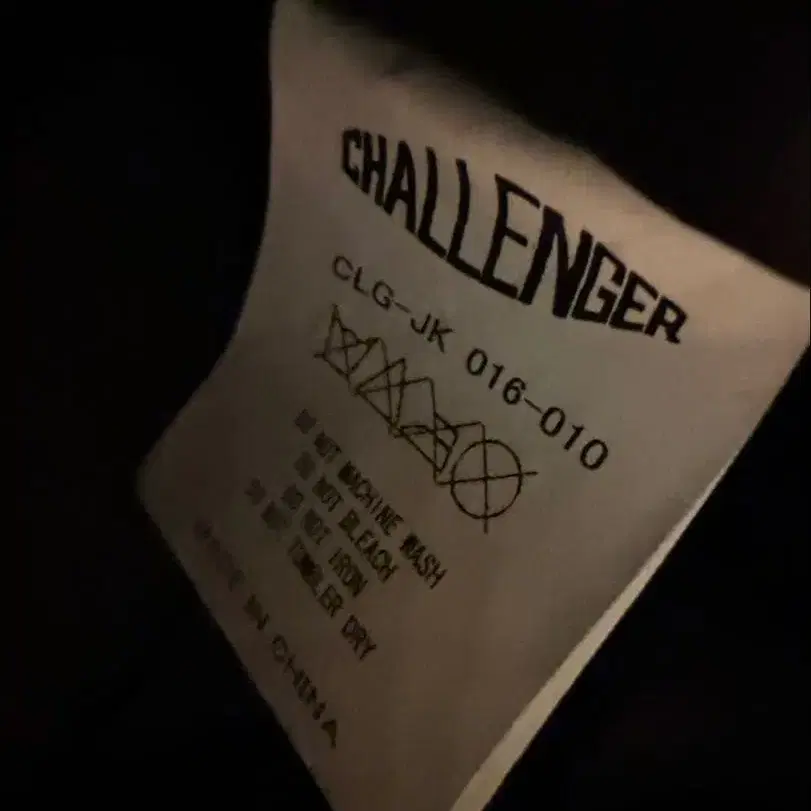 CHALLENGER
CLG-JK 016-010
DO NOT MACHINE WASH
DO NOT BLEACH
DO NOT IRON
DO NOT TUMBLER DRY
MADE IN CHINA